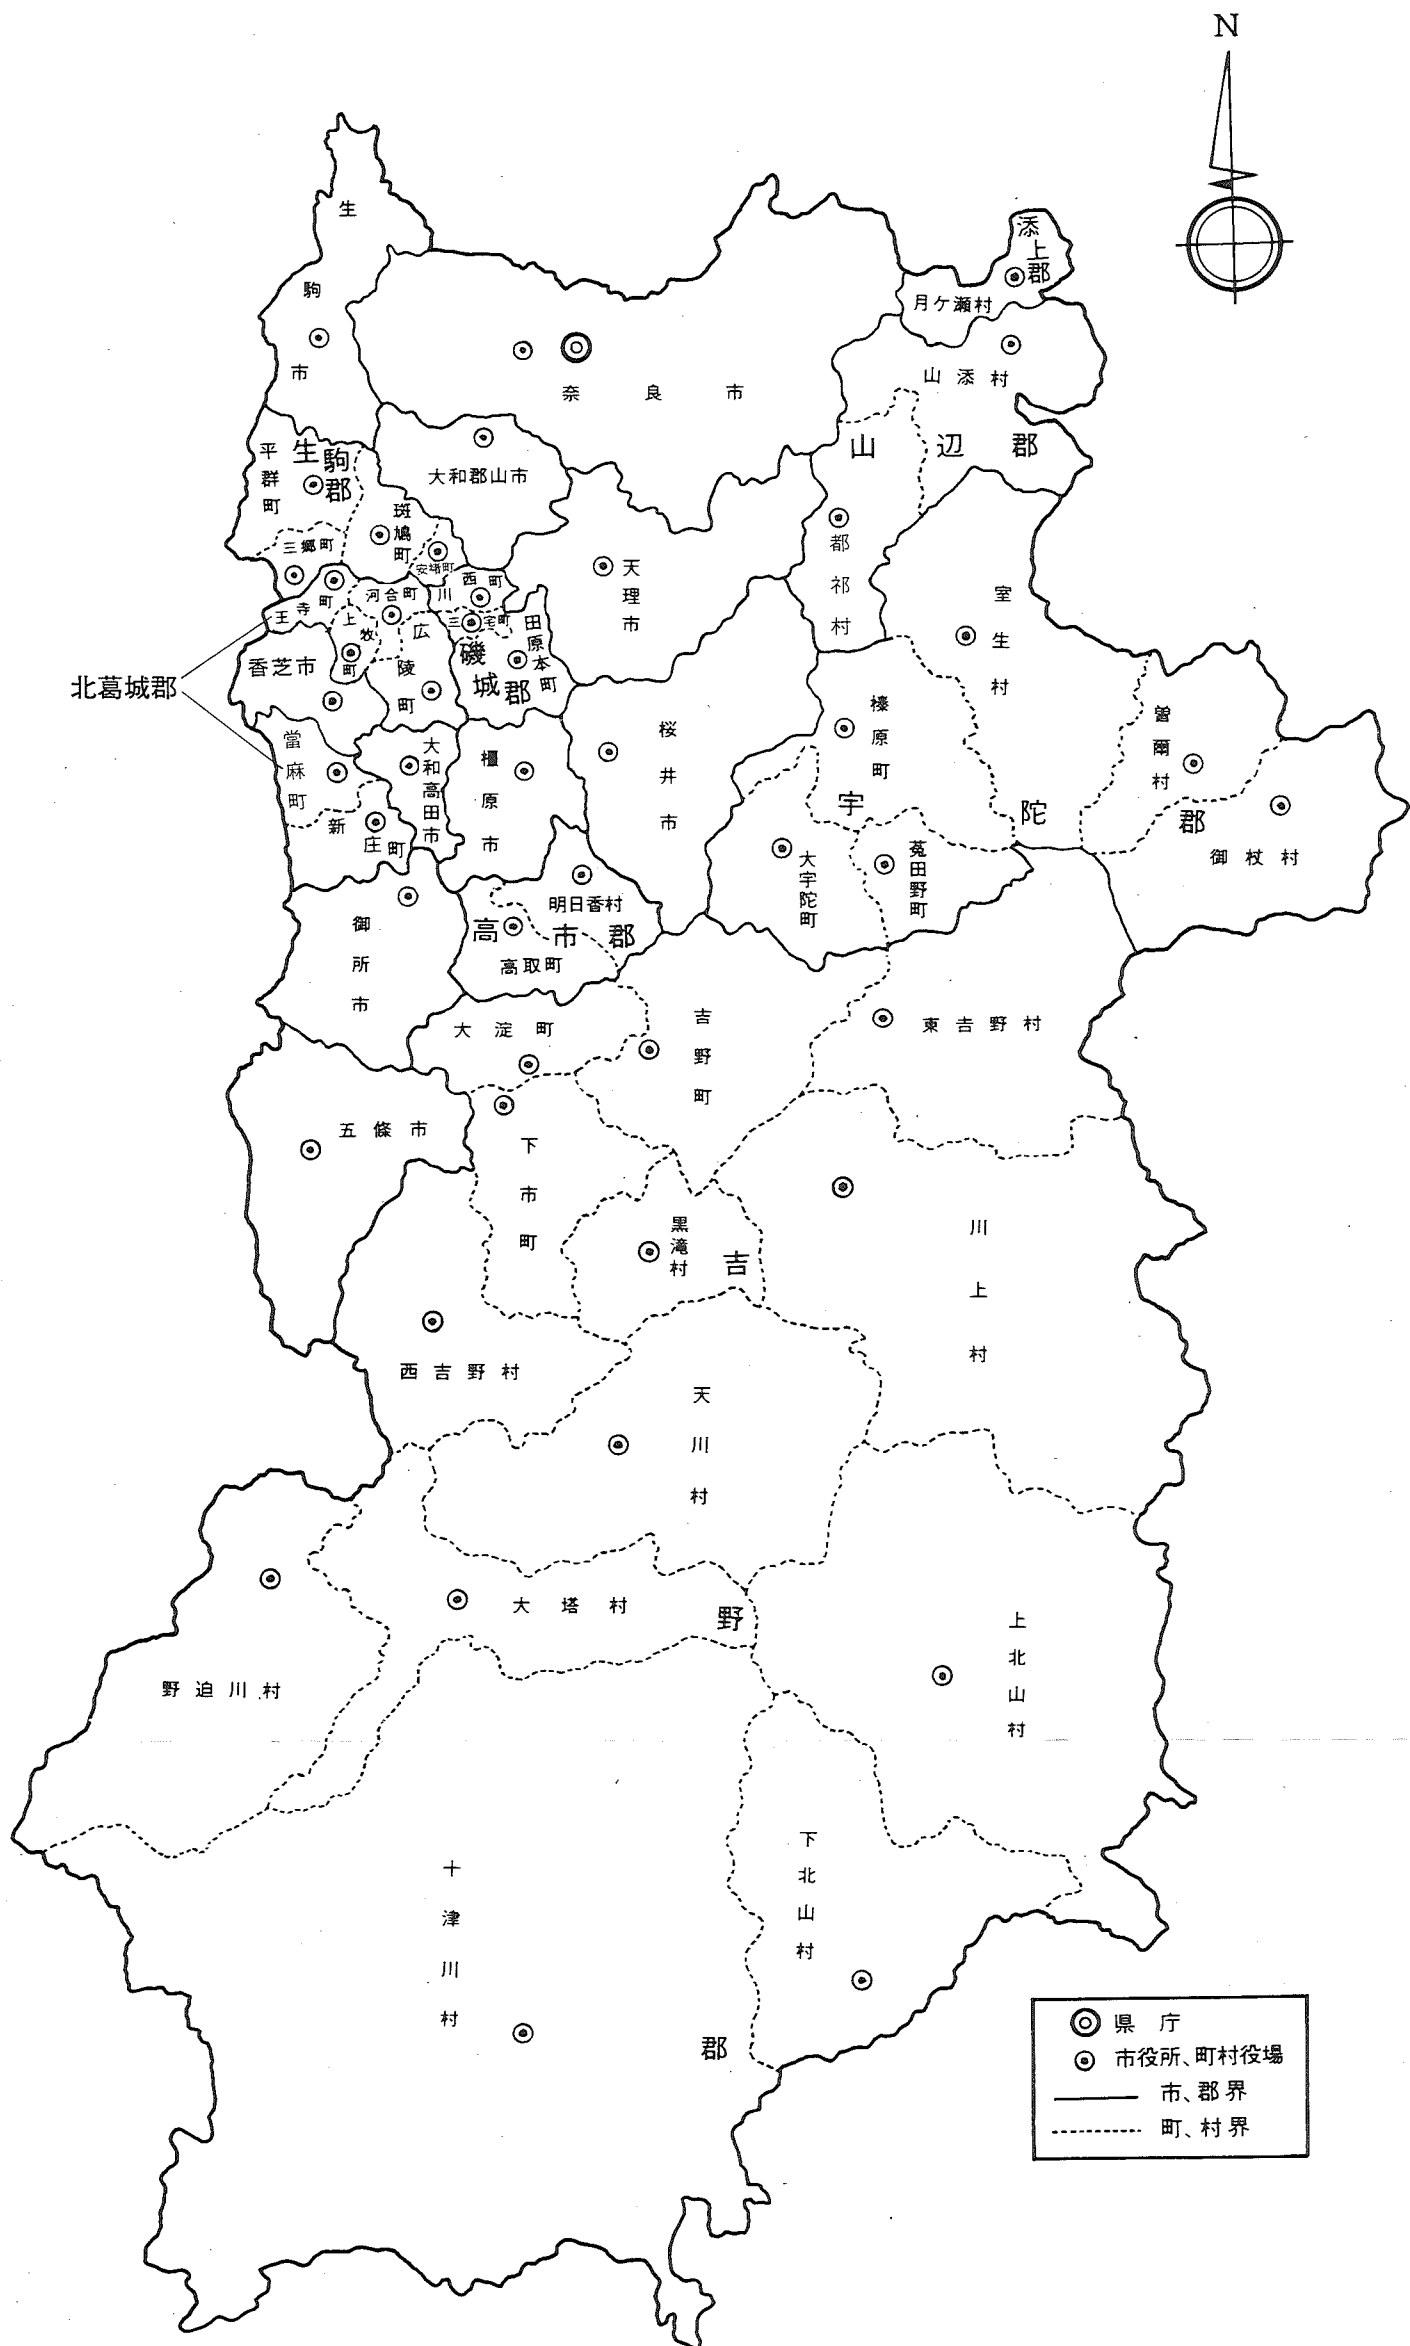 N
生駒市
添上郡
月ケ瀬村
山添村
奈良市
山辺郡
平群町
生駒郡
大和郡山市
斑鳩町
三郷町
安堵町
天理市
都祁村
室生村
王寺町
河合町
川西町
上牧町
広陵町
三宅町
田原本町
磯城郡
香芝市
北葛城郡
當麻町
大和高田市
橿原市
桜井市
榛原町
曽爾村
宇陀郡
御杖村
新庄町
大宇陀町
菟田野町
御所市
明日香村
高市郡
高取町
大淀町
吉野町
東吉野村
五條市
下市町
黒滝村
川上村
西吉野村
天川村
吉野郡
大塔村
野迫川村
上北山村
下北山村
十津川村
県庁
市役所、町村役場
市、郡界
町、村界